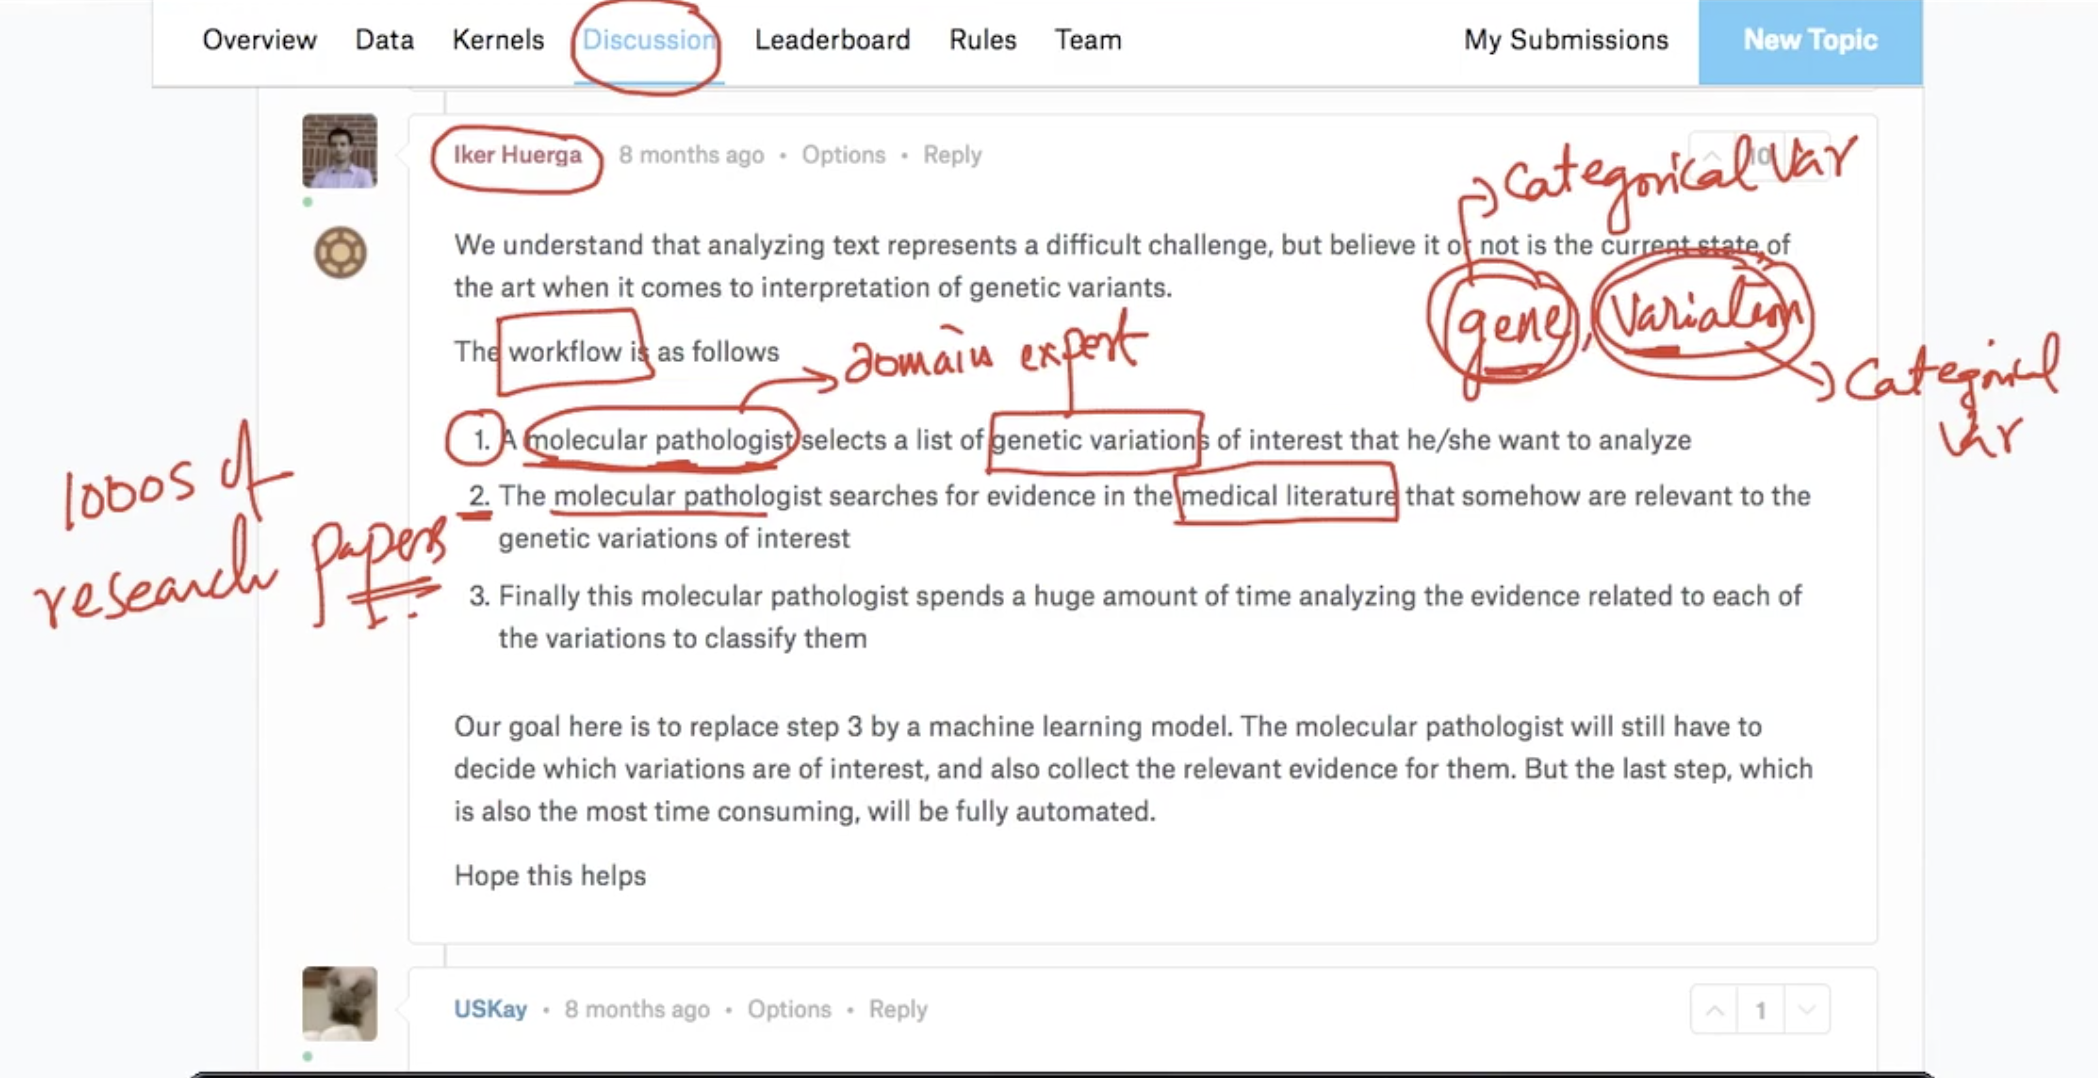 Overview Data Kernels Discussion Leaderboard Rules Team My Submissions New Topic
Iker Huerga 8 months ago • Options • Reply 10
categorical Var
We understand that analyzing text represents a difficult challenge, but believe it or not is the current state of
the art when it comes to interpretation of genetic variants.
gene, Variation
The workflow is as follows
domain expert
Categorical
Var
1. A molecular pathologist selects a list of genetic variations of interest that he/she want to analyze
1000s of
research papers
2. The molecular pathologist searches for evidence in the medical literature that somehow are relevant to the
genetic variations of interest
3. Finally this molecular pathologist spends a huge amount of time analyzing the evidence related to each of
the variations to classify them
Our goal here is to replace step 3 by a machine learning model. The molecular pathologist will still have to
decide which variations are of interest, and also collect the relevant evidence for them. But the last step, which
is also the most time consuming, will be fully automated.
Hope this helps
USKay • 8 months ago • Options • Reply 1